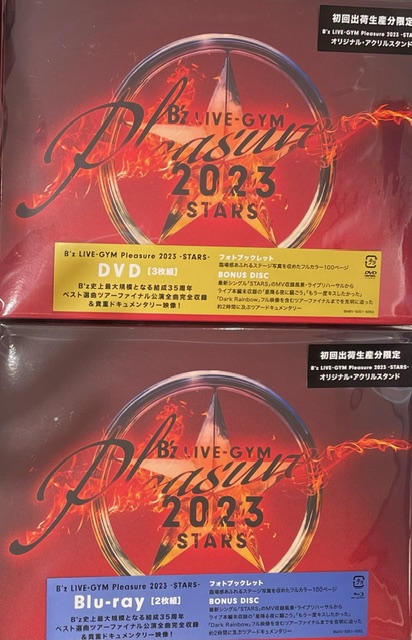 初回出荷生産分限定
B'z LIVE-GYM Pleasure 2023 -STARS-
オリジナル・アクリルスタンド
B'z LIVE-GYM
Pleasure
2023
STARS
B'z LIVE-GYM Pleasure 2023 -STARS-
DVD [3枚組]
B'z史上最大規模となる結成35周年
ベスト選曲ツアーファイナル公演全曲完全収録
&貴重ドキュメンタリー映像!
フォトブックレット
臨場感あふれるステージ写真を収めたフルカラー100ページ
BONUS DISC
最新シングル「STARS」のMV収録風景・ライブリハーサルから
ライブ本編未収録の「星降る夜に騒ごう」「もう一度キスしたかった」
「Dark Rainbow」フル映像を含むツアーファイナルまでを克明に追った
約2時間に及ぶツアードキュメンタリー
DVD
初回出荷生産分限定
B'z LIVE-GYM Pleasure 2023 -STARS-
オリジナル・アクリルスタンド
B'z LIVE-GYM
Pleasure
2023
STARS
B'z LIVE-GYM Pleasure 2023 -STARS-
Blu-ray [2枚組]
B'z史上最大規模となる結成35周年
ベスト選曲ツアーファイナル公演全曲完全収録
&貴重ドキュメンタリー映像!
フォトブックレット
臨場感あふれるステージ写真を収めたフルカラー100ページ
BONUS DISC
最新シングル「STARS」のMV収録風景・ライブリハーサルから
ライブ本編未収録の「星降る夜に騒ごう」「もう一度キスしたかった」
「Dark Rainbow」フル映像を含むツアーファイナルまでを克明に追った
約2時間に及ぶツアードキュメンタリー